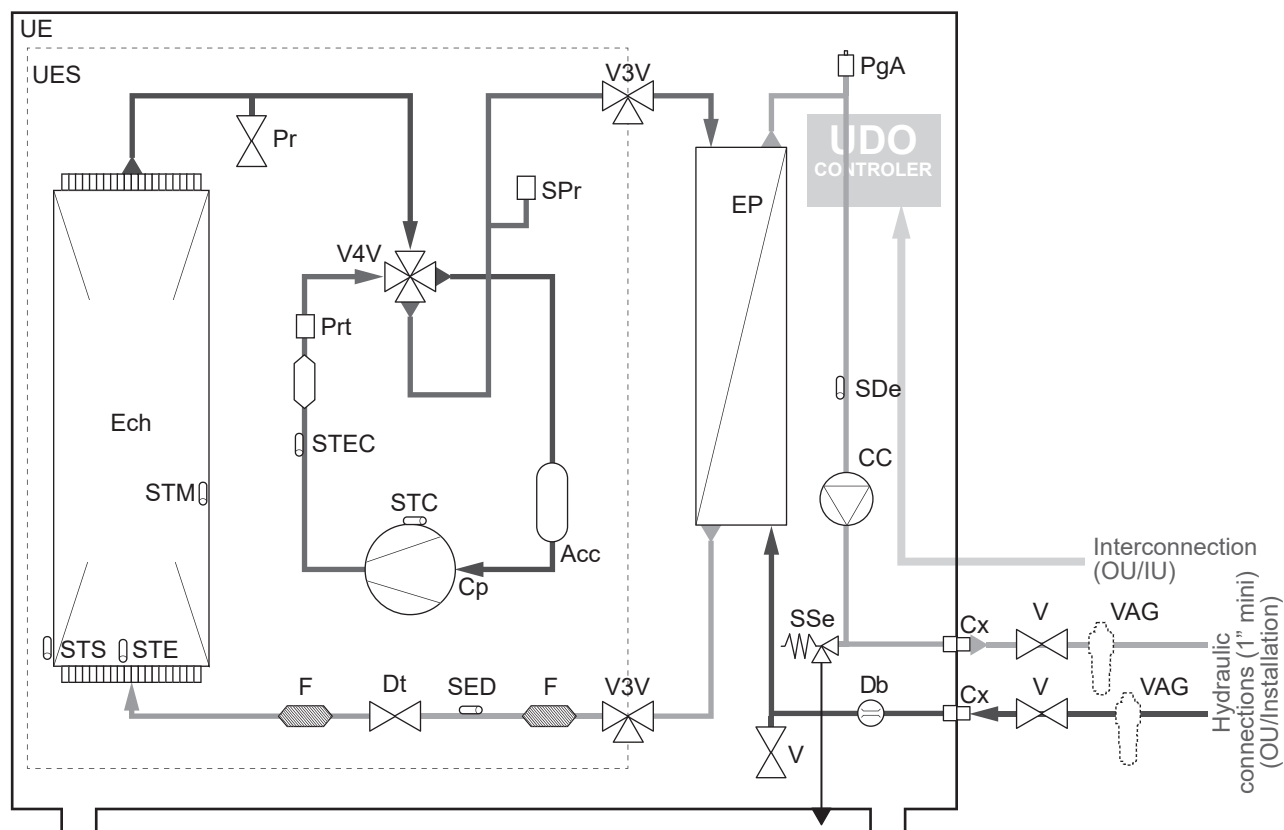 UE
UES
V3V
PgA
Pr
UDO
CONTROLER
SPr
EP
V4V
Prt
SDe
Ech
STEC
CC
STM
STC
Acc
Cp
Interconnection
(OU/IU)
SSe
Cx
V
VAG
STS
STE
F
Dt
SED
F
V3V
Db
Cx
V
VAG
V
Hydraulic
connections (1” mini)
(OU/Installation)